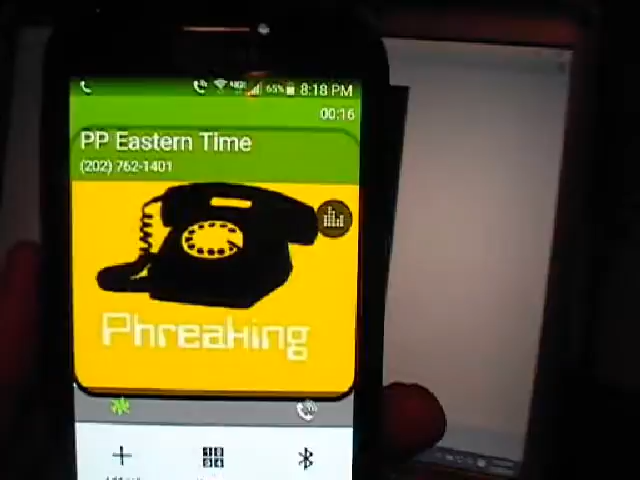 65% 8:18 PM
00:16
PP Eastern Time
(202) 762-1401
Phreaking